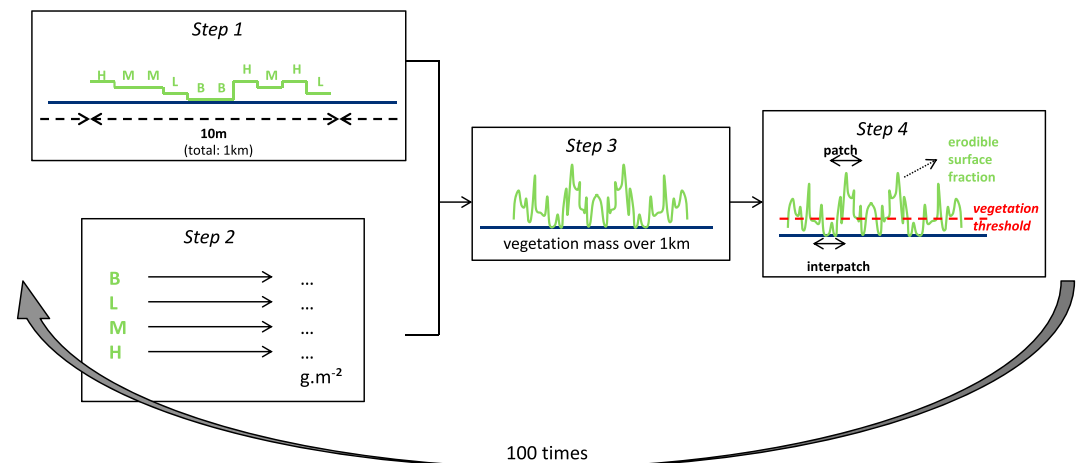 Step 1
H M M L B B H M H L
10m
(total: 1km)
Step 2
B ...
L ...
M ...
H ...
g.m⁻²
Step 3
vegetation mass over 1km
Step 4
patch
erodible
surface
fraction
vegetation
threshold
interpatch
100 times